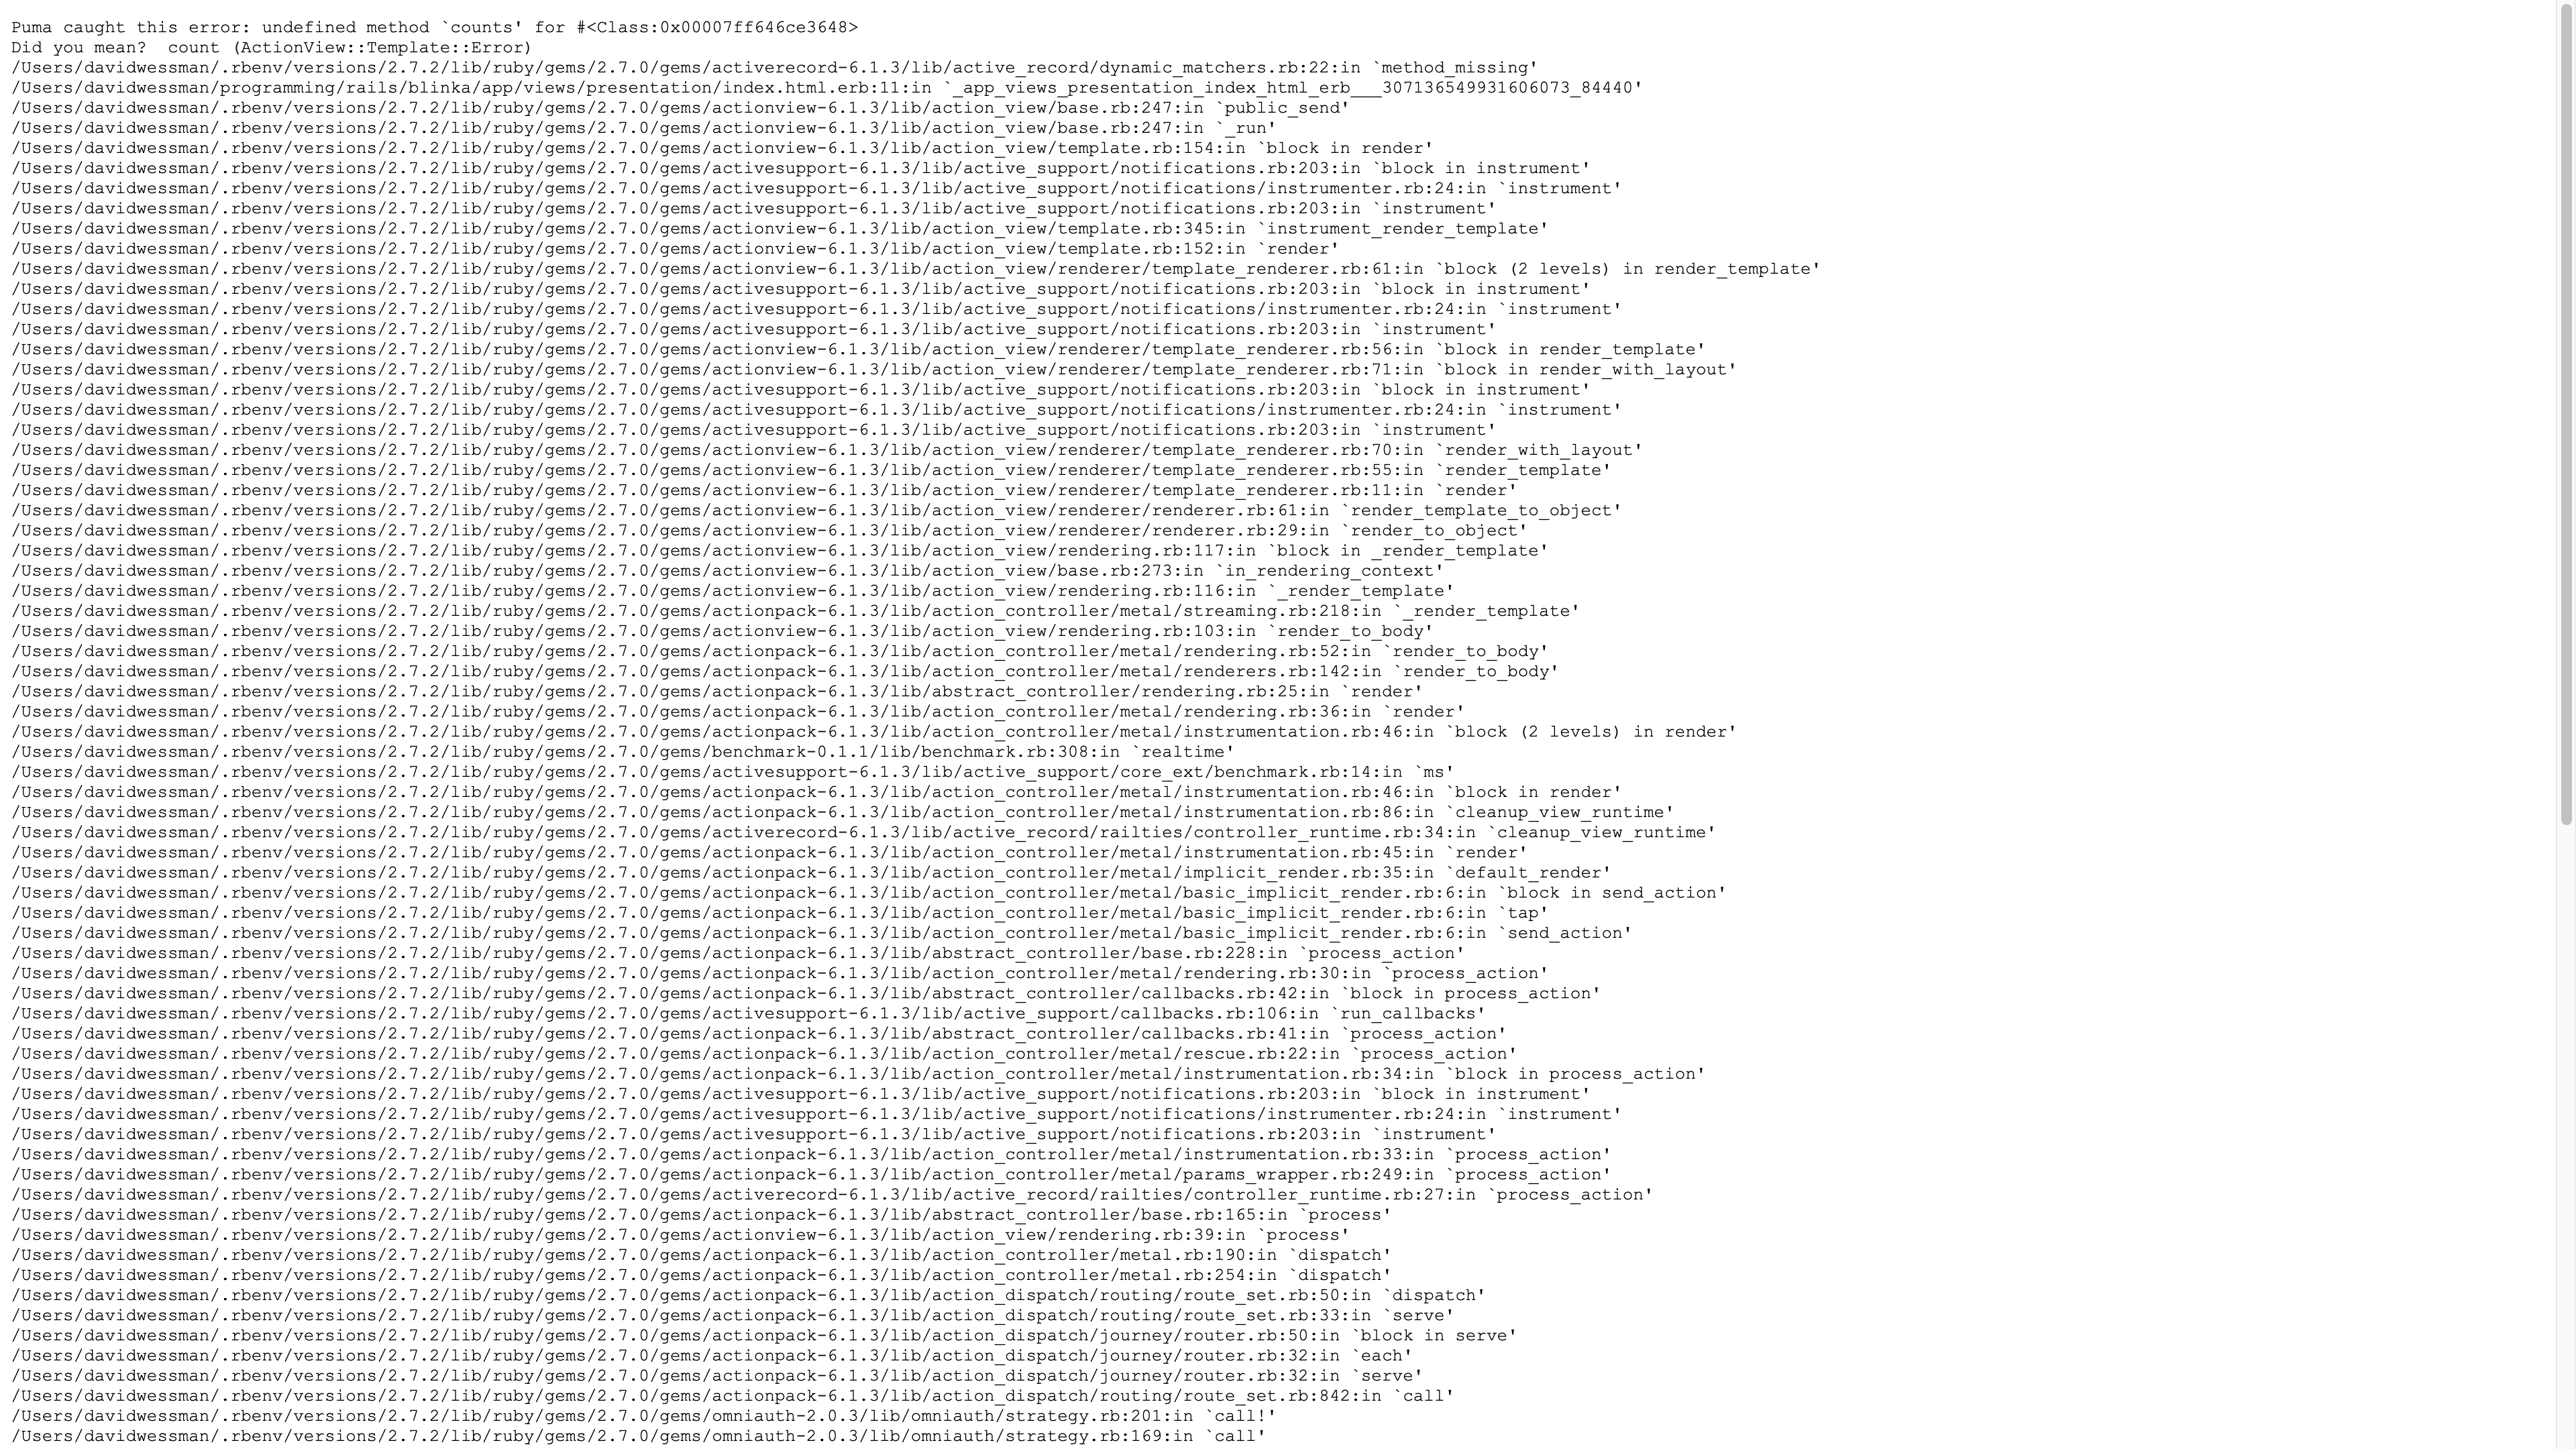 Puma caught this error: undefined method `counts' for #<Class:0x00007ff646ce3648>
Did you mean?  count (ActionView::Template::Error)
/Users/davidwessman/.rbenv/versions/2.7.2/lib/ruby/gems/2.7.0/gems/activerecord-6.1.3/lib/active_record/dynamic_matchers.rb:22:in `method_missing'
/Users/davidwessman/programming/rails/blinka/app/views/presentation/index.html.erb:11:in `_app_views_presentation_index_html_erb___307136549931606073_84440'
/Users/davidwessman/.rbenv/versions/2.7.2/lib/ruby/gems/2.7.0/gems/actionview-6.1.3/lib/action_view/base.rb:247:in `public_send'
/Users/davidwessman/.rbenv/versions/2.7.2/lib/ruby/gems/2.7.0/gems/actionview-6.1.3/lib/action_view/base.rb:247:in `_run'
/Users/davidwessman/.rbenv/versions/2.7.2/lib/ruby/gems/2.7.0/gems/actionview-6.1.3/lib/action_view/template.rb:154:in `block in render'
/Users/davidwessman/.rbenv/versions/2.7.2/lib/ruby/gems/2.7.0/gems/activesupport-6.1.3/lib/active_support/notifications.rb:203:in `block in instrument'
/Users/davidwessman/.rbenv/versions/2.7.2/lib/ruby/gems/2.7.0/gems/activesupport-6.1.3/lib/active_support/notifications/instrumenter.rb:24:in `instrument'
/Users/davidwessman/.rbenv/versions/2.7.2/lib/ruby/gems/2.7.0/gems/activesupport-6.1.3/lib/active_support/notifications.rb:203:in `instrument'
/Users/davidwessman/.rbenv/versions/2.7.2/lib/ruby/gems/2.7.0/gems/actionview-6.1.3/lib/action_view/template.rb:345:in `instrument_render_template'
/Users/davidwessman/.rbenv/versions/2.7.2/lib/ruby/gems/2.7.0/gems/actionview-6.1.3/lib/action_view/template.rb:152:in `render'
/Users/davidwessman/.rbenv/versions/2.7.2/lib/ruby/gems/2.7.0/gems/actionview-6.1.3/lib/action_view/renderer/template_renderer.rb:61:in `block (2 levels) in render_template'
/Users/davidwessman/.rbenv/versions/2.7.2/lib/ruby/gems/2.7.0/gems/activesupport-6.1.3/lib/active_support/notifications.rb:203:in `block in instrument'
/Users/davidwessman/.rbenv/versions/2.7.2/lib/ruby/gems/2.7.0/gems/activesupport-6.1.3/lib/active_support/notifications/instrumenter.rb:24:in `instrument'
/Users/davidwessman/.rbenv/versions/2.7.2/lib/ruby/gems/2.7.0/gems/activesupport-6.1.3/lib/active_support/notifications.rb:203:in `instrument'
/Users/davidwessman/.rbenv/versions/2.7.2/lib/ruby/gems/2.7.0/gems/actionview-6.1.3/lib/action_view/renderer/template_renderer.rb:56:in `block in render_template'
/Users/davidwessman/.rbenv/versions/2.7.2/lib/ruby/gems/2.7.0/gems/actionview-6.1.3/lib/action_view/renderer/template_renderer.rb:71:in `block in render_with_layout'
/Users/davidwessman/.rbenv/versions/2.7.2/lib/ruby/gems/2.7.0/gems/activesupport-6.1.3/lib/active_support/notifications.rb:203:in `block in instrument'
/Users/davidwessman/.rbenv/versions/2.7.2/lib/ruby/gems/2.7.0/gems/activesupport-6.1.3/lib/active_support/notifications/instrumenter.rb:24:in `instrument'
/Users/davidwessman/.rbenv/versions/2.7.2/lib/ruby/gems/2.7.0/gems/activesupport-6.1.3/lib/active_support/notifications.rb:203:in `instrument'
/Users/davidwessman/.rbenv/versions/2.7.2/lib/ruby/gems/2.7.0/gems/actionview-6.1.3/lib/action_view/renderer/template_renderer.rb:70:in `render_with_layout'
/Users/davidwessman/.rbenv/versions/2.7.2/lib/ruby/gems/2.7.0/gems/actionview-6.1.3/lib/action_view/renderer/template_renderer.rb:55:in `render_template'
/Users/davidwessman/.rbenv/versions/2.7.2/lib/ruby/gems/2.7.0/gems/actionview-6.1.3/lib/action_view/renderer/template_renderer.rb:11:in `render'
/Users/davidwessman/.rbenv/versions/2.7.2/lib/ruby/gems/2.7.0/gems/actionview-6.1.3/lib/action_view/renderer/renderer.rb:61:in `render_template_to_object'
/Users/davidwessman/.rbenv/versions/2.7.2/lib/ruby/gems/2.7.0/gems/actionview-6.1.3/lib/action_view/renderer/renderer.rb:29:in `render_to_object'
/Users/davidwessman/.rbenv/versions/2.7.2/lib/ruby/gems/2.7.0/gems/actionview-6.1.3/lib/action_view/rendering.rb:117:in `block in _render_template'
/Users/davidwessman/.rbenv/versions/2.7.2/lib/ruby/gems/2.7.0/gems/actionview-6.1.3/lib/action_view/base.rb:273:in `in_rendering_context'
/Users/davidwessman/.rbenv/versions/2.7.2/lib/ruby/gems/2.7.0/gems/actionview-6.1.3/lib/action_view/rendering.rb:116:in `_render_template'
/Users/davidwessman/.rbenv/versions/2.7.2/lib/ruby/gems/2.7.0/gems/actionpack-6.1.3/lib/action_controller/metal/streaming.rb:218:in `_render_template'
/Users/davidwessman/.rbenv/versions/2.7.2/lib/ruby/gems/2.7.0/gems/actionview-6.1.3/lib/action_view/rendering.rb:103:in `render_to_body'
/Users/davidwessman/.rbenv/versions/2.7.2/lib/ruby/gems/2.7.0/gems/actionpack-6.1.3/lib/action_controller/metal/rendering.rb:52:in `render_to_body'
/Users/davidwessman/.rbenv/versions/2.7.2/lib/ruby/gems/2.7.0/gems/actionpack-6.1.3/lib/action_controller/metal/renderers.rb:142:in `render_to_body'
/Users/davidwessman/.rbenv/versions/2.7.2/lib/ruby/gems/2.7.0/gems/actionpack-6.1.3/lib/abstract_controller/rendering.rb:25:in `render'
/Users/davidwessman/.rbenv/versions/2.7.2/lib/ruby/gems/2.7.0/gems/actionpack-6.1.3/lib/action_controller/metal/rendering.rb:36:in `render'
/Users/davidwessman/.rbenv/versions/2.7.2/lib/ruby/gems/2.7.0/gems/actionpack-6.1.3/lib/action_controller/metal/instrumentation.rb:46:in `block (2 levels) in render'
/Users/davidwessman/.rbenv/versions/2.7.2/lib/ruby/gems/2.7.0/gems/benchmark-0.1.1/lib/benchmark.rb:308:in `realtime'
/Users/davidwessman/.rbenv/versions/2.7.2/lib/ruby/gems/2.7.0/gems/activesupport-6.1.3/lib/active_support/core_ext/benchmark.rb:14:in `ms'
/Users/davidwessman/.rbenv/versions/2.7.2/lib/ruby/gems/2.7.0/gems/actionpack-6.1.3/lib/action_controller/metal/instrumentation.rb:46:in `block in render'
/Users/davidwessman/.rbenv/versions/2.7.2/lib/ruby/gems/2.7.0/gems/actionpack-6.1.3/lib/action_controller/metal/instrumentation.rb:86:in `cleanup_view_runtime'
/Users/davidwessman/.rbenv/versions/2.7.2/lib/ruby/gems/2.7.0/gems/activerecord-6.1.3/lib/active_record/railties/controller_runtime.rb:34:in `cleanup_view_runtime'
/Users/davidwessman/.rbenv/versions/2.7.2/lib/ruby/gems/2.7.0/gems/actionpack-6.1.3/lib/action_controller/metal/instrumentation.rb:45:in `render'
/Users/davidwessman/.rbenv/versions/2.7.2/lib/ruby/gems/2.7.0/gems/actionpack-6.1.3/lib/action_controller/metal/implicit_render.rb:35:in `default_render'
/Users/davidwessman/.rbenv/versions/2.7.2/lib/ruby/gems/2.7.0/gems/actionpack-6.1.3/lib/action_controller/metal/basic_implicit_render.rb:6:in `block in send_action'
/Users/davidwessman/.rbenv/versions/2.7.2/lib/ruby/gems/2.7.0/gems/actionpack-6.1.3/lib/action_controller/metal/basic_implicit_render.rb:6:in `tap'
/Users/davidwessman/.rbenv/versions/2.7.2/lib/ruby/gems/2.7.0/gems/actionpack-6.1.3/lib/action_controller/metal/basic_implicit_render.rb:6:in `send_action'
/Users/davidwessman/.rbenv/versions/2.7.2/lib/ruby/gems/2.7.0/gems/actionpack-6.1.3/lib/abstract_controller/base.rb:228:in `process_action'
/Users/davidwessman/.rbenv/versions/2.7.2/lib/ruby/gems/2.7.0/gems/actionpack-6.1.3/lib/action_controller/metal/rendering.rb:30:in `process_action'
/Users/davidwessman/.rbenv/versions/2.7.2/lib/ruby/gems/2.7.0/gems/actionpack-6.1.3/lib/abstract_controller/callbacks.rb:42:in `block in process_action'
/Users/davidwessman/.rbenv/versions/2.7.2/lib/ruby/gems/2.7.0/gems/activesupport-6.1.3/lib/active_support/callbacks.rb:106:in `run_callbacks'
/Users/davidwessman/.rbenv/versions/2.7.2/lib/ruby/gems/2.7.0/gems/actionpack-6.1.3/lib/abstract_controller/callbacks.rb:41:in `process_action'
/Users/davidwessman/.rbenv/versions/2.7.2/lib/ruby/gems/2.7.0/gems/actionpack-6.1.3/lib/action_controller/metal/rescue.rb:22:in `process_action'
/Users/davidwessman/.rbenv/versions/2.7.2/lib/ruby/gems/2.7.0/gems/actionpack-6.1.3/lib/action_controller/metal/instrumentation.rb:34:in `block in process_action'
/Users/davidwessman/.rbenv/versions/2.7.2/lib/ruby/gems/2.7.0/gems/activesupport-6.1.3/lib/active_support/notifications.rb:203:in `block in instrument'
/Users/davidwessman/.rbenv/versions/2.7.2/lib/ruby/gems/2.7.0/gems/activesupport-6.1.3/lib/active_support/notifications/instrumenter.rb:24:in `instrument'
/Users/davidwessman/.rbenv/versions/2.7.2/lib/ruby/gems/2.7.0/gems/activesupport-6.1.3/lib/active_support/notifications.rb:203:in `instrument'
/Users/davidwessman/.rbenv/versions/2.7.2/lib/ruby/gems/2.7.0/gems/actionpack-6.1.3/lib/action_controller/metal/instrumentation.rb:33:in `process_action'
/Users/davidwessman/.rbenv/versions/2.7.2/lib/ruby/gems/2.7.0/gems/actionpack-6.1.3/lib/action_controller/metal/params_wrapper.rb:249:in `process_action'
/Users/davidwessman/.rbenv/versions/2.7.2/lib/ruby/gems/2.7.0/gems/activerecord-6.1.3/lib/active_record/railties/controller_runtime.rb:27:in `process_action'
/Users/davidwessman/.rbenv/versions/2.7.2/lib/ruby/gems/2.7.0/gems/actionpack-6.1.3/lib/abstract_controller/base.rb:165:in `process'
/Users/davidwessman/.rbenv/versions/2.7.2/lib/ruby/gems/2.7.0/gems/actionview-6.1.3/lib/action_view/rendering.rb:39:in `process'
/Users/davidwessman/.rbenv/versions/2.7.2/lib/ruby/gems/2.7.0/gems/actionpack-6.1.3/lib/action_controller/metal.rb:190:in `dispatch'
/Users/davidwessman/.rbenv/versions/2.7.2/lib/ruby/gems/2.7.0/gems/actionpack-6.1.3/lib/action_controller/metal.rb:254:in `dispatch'
/Users/davidwessman/.rbenv/versions/2.7.2/lib/ruby/gems/2.7.0/gems/actionpack-6.1.3/lib/action_dispatch/routing/route_set.rb:50:in `dispatch'
/Users/davidwessman/.rbenv/versions/2.7.2/lib/ruby/gems/2.7.0/gems/actionpack-6.1.3/lib/action_dispatch/routing/route_set.rb:33:in `serve'
/Users/davidwessman/.rbenv/versions/2.7.2/lib/ruby/gems/2.7.0/gems/actionpack-6.1.3/lib/action_dispatch/journey/router.rb:50:in `block in serve'
/Users/davidwessman/.rbenv/versions/2.7.2/lib/ruby/gems/2.7.0/gems/actionpack-6.1.3/lib/action_dispatch/journey/router.rb:32:in `each'
/Users/davidwessman/.rbenv/versions/2.7.2/lib/ruby/gems/2.7.0/gems/actionpack-6.1.3/lib/action_dispatch/journey/router.rb:32:in `serve'
/Users/davidwessman/.rbenv/versions/2.7.2/lib/ruby/gems/2.7.0/gems/actionpack-6.1.3/lib/action_dispatch/routing/route_set.rb:842:in `call'
/Users/davidwessman/.rbenv/versions/2.7.2/lib/ruby/gems/2.7.0/gems/omniauth-2.0.3/lib/omniauth/strategy.rb:201:in `call!'
/Users/davidwessman/.rbenv/versions/2.7.2/lib/ruby/gems/2.7.0/gems/omniauth-2.0.3/lib/omniauth/strategy.rb:169:in `call'